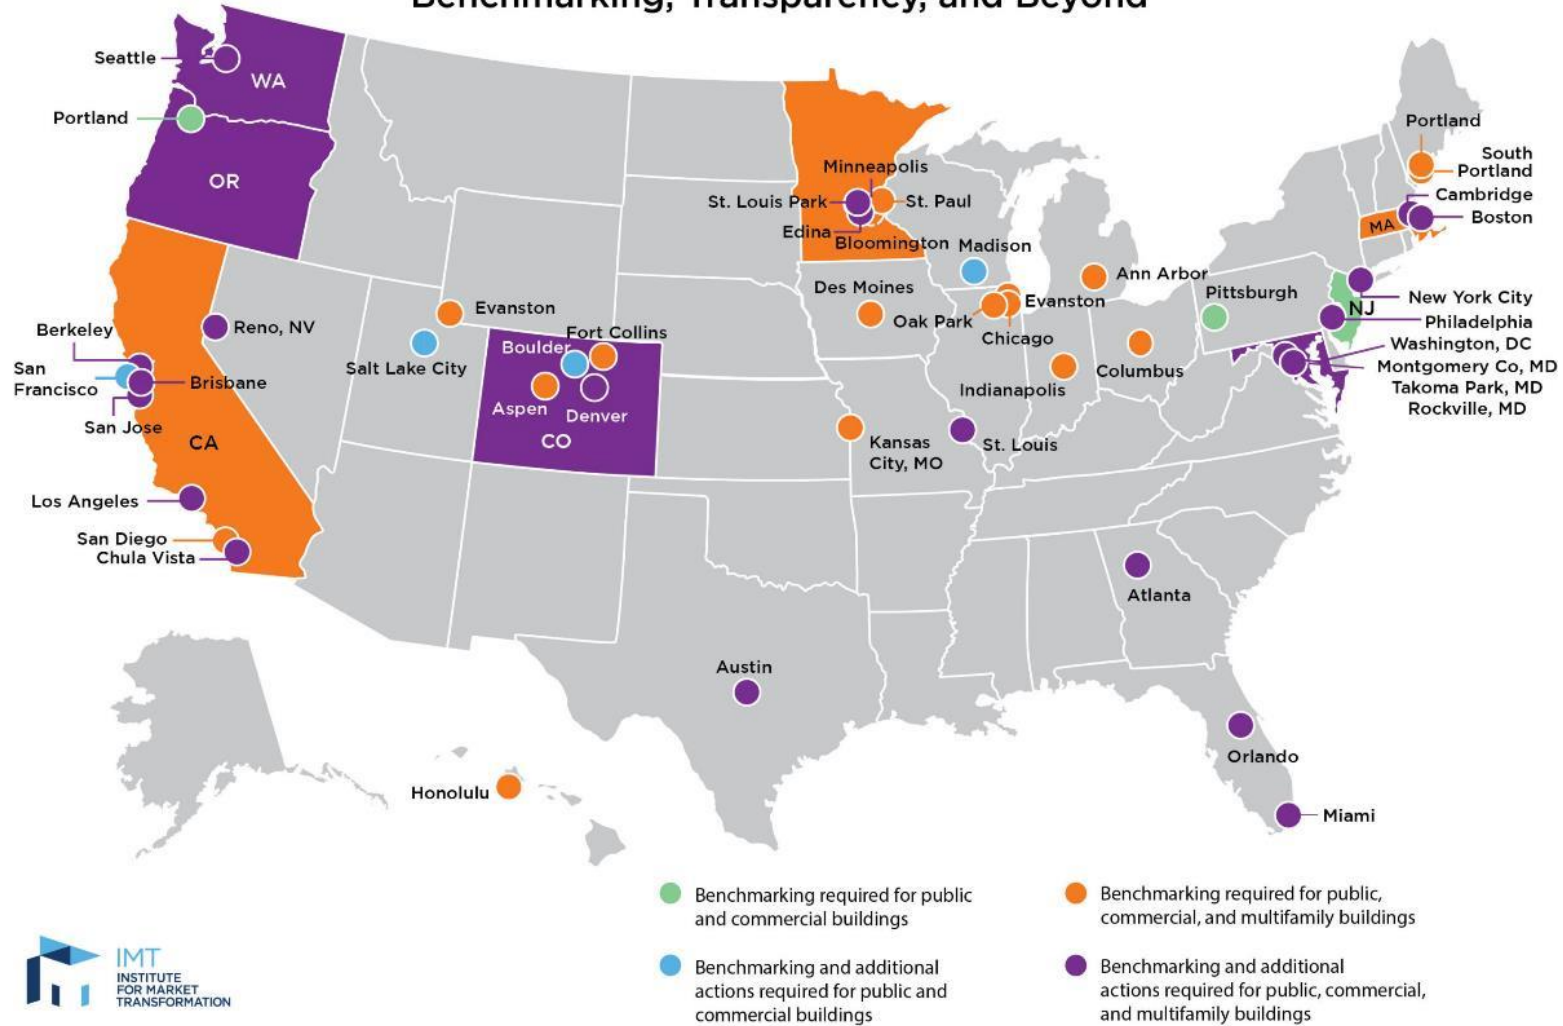 Benchmarking, Transparency, and Beyond
Seattle
WA
Portland
OR
Minneapolis
St. Louis Park
St. Paul
Edina
Bloomington
Madison
Portland
South
Portland
Cambridge
MA
Boston
Des Moines
Ann Arbor
Evanston
Oak Park
Chicago
Pittsburgh
NJ
New York City
Philadelphia
Washington, DC
Montgomery Co, MD
Takoma Park, MD
Rockville, MD
Berkeley
Reno, NV
Evanston
Fort Collins
Boulder
Salt Lake City
San
Francisco
Brisbane
San Jose
Aspen
Denver
CO
Indianapolis
Columbus
CA
Kansas
City, MO
St. Louis
Los Angeles
San Diego
Chula Vista
Atlanta
Austin
Orlando
Honolulu
Miami
Benchmarking required for public
and commercial buildings
Benchmarking required for public,
commercial, and multifamily buildings
Benchmarking and additional
actions required for public and
commercial buildings
Benchmarking and additional
actions required for public, commercial,
and multifamily buildings
IMT
INSTITUTE
FOR MARKET
TRANSFORMATION